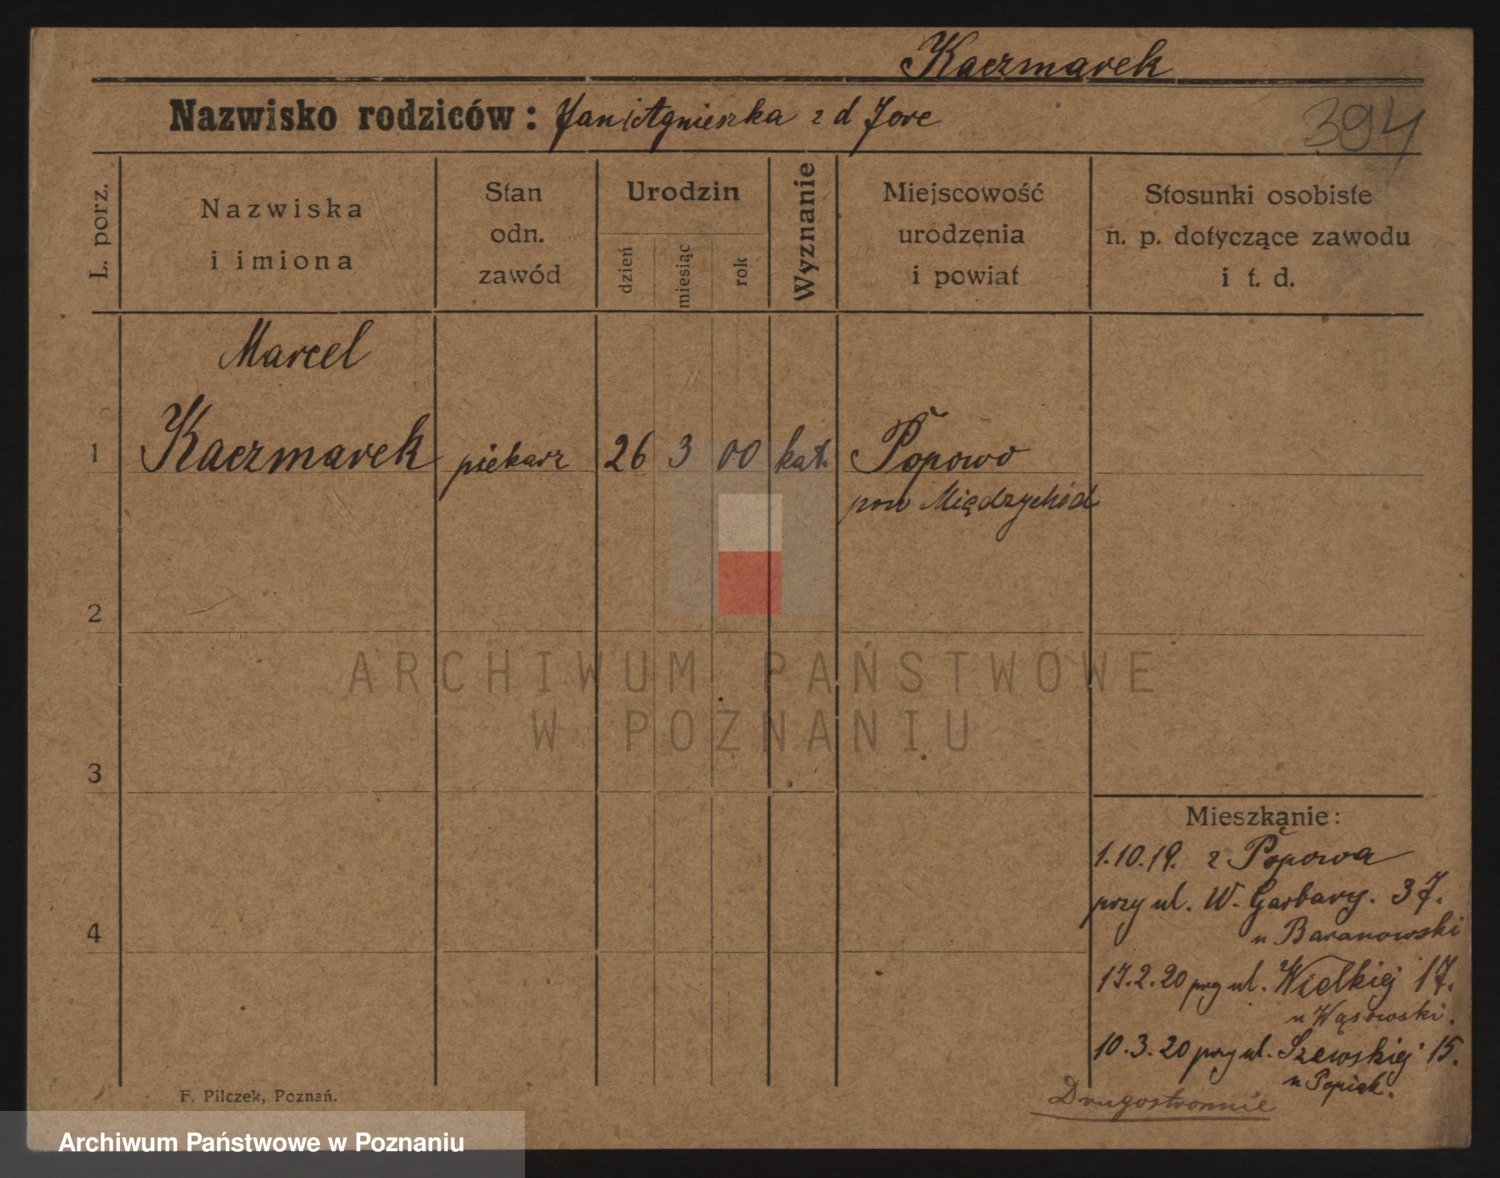 Kaczmarek
Nazwisko rodziców: Jan i Agnieszka z d Jore
394
L. porz.
Nazwiska
i imiona
Stan
odn.
zawód
Urodzin
dzień
miesiąc
rok
Wyznanie
Miejscowość
urodzenia
i powiat
Stosunki osobiste
n. p. dotyczące zawodu
i t. d.
Marcel
1 Kaczmarek piekarz 26 3 00 kat. Popowo
pow Międzychód
2
ARCHIWUM PAŃSTWOWE
W POZNANIU
3
Mieszkanie:
1.10.19. z Popowa
przy ul. W. Garbary. 37.
u Baranowski
4
17.2.20 przy ul. Wielkiej 17.
u Wąsowski.
10.3.20 przy ul. Szewskiej 15.
u Popiek.
Drugostronnie
F. Pilczek, Poznań.
Archiwum Państwowe w Poznaniu